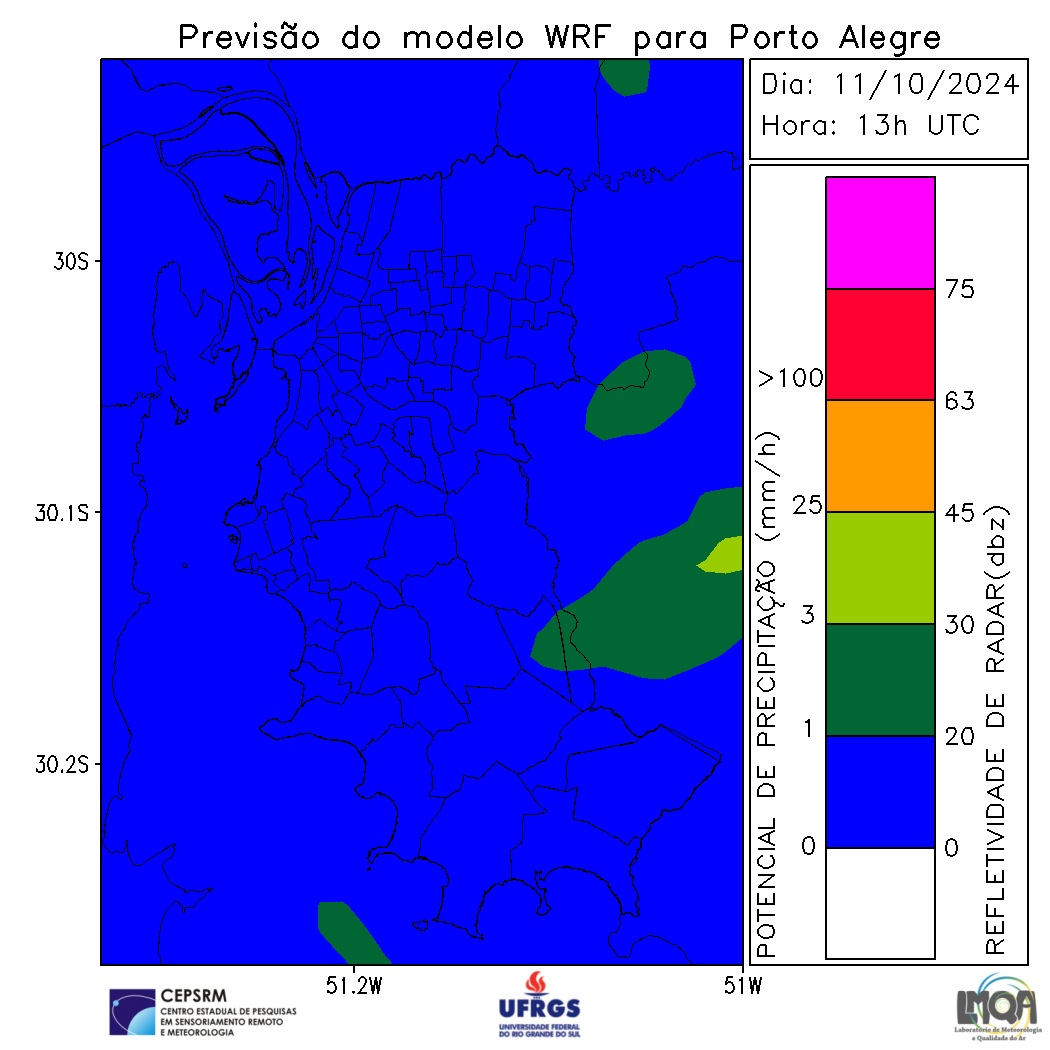 Previsão do modelo WRF para Porto Alegre
Dia: 11/10/2024
Hora: 13h UTC
30S
30.1S
30.2S
51.2W
51W
POTENCIAL DE PRECIPITAÇÃO (mm/h)
>100
25
3
1
0
75
63
45
30
20
0
REFLETIVIDADE DE RADAR(dbz)
CEPSRM
CENTRO ESTADUAL DE PESQUISAS
EM SENSORIAMENTO REMOTO
E METEOROLOGIA
UFRGS
UNIVERSIDADE FEDERAL
DO RIO GRANDE DO SUL
LMQA
Laboratório de Meteorologia
e Qualidade do Ar